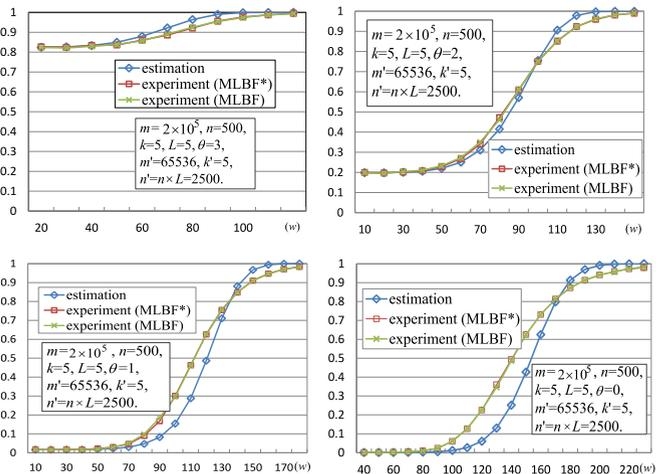 1
0.9
0.8
0.7
0.6
0.5
0.4
0.3
0.2
0.1
0
estimation
experiment (MLBF*)
experiment (MLBF)
m = 2×10⁵, n=500,
k=5, L=5, θ=3,
m'=65536, k'=5,
n'=n×L=2500.
20 40 60 80 100 (w)
1
0.9
0.8
0.7
0.6
0.5
0.4
0.3
0.2
0.1
0
m = 2×10⁵, n=500,
k=5, L=5, θ=2,
m'=65536, k'=5,
n'=n×L=2500.
estimation
experiment (MLBF*)
experiment (MLBF)
10 30 50 70 90 110 130 (w)
1
0.9
0.8
0.7
0.6
0.5
0.4
0.3
0.2
0.1
0
estimation
experiment (MLBF*)
experiment (MLBF)
m = 2×10⁵, n=500,
k=5, L=5, θ=1,
m'=65536, k'=5,
n'=n×L=2500.
10 30 50 70 90 110 130 150 170(w)
1
0.9
0.8
0.7
0.6
0.5
0.4
0.3
0.2
0.1
0
estimation
experiment (MLBF*)
experiment (MLBF)
m = 2×10⁵, n=500,
k=5, L=5, θ=0,
m'=65536, k'=5,
n'=n×L=2500.
40 60 80 100 120 140 160 180 200 220(w)